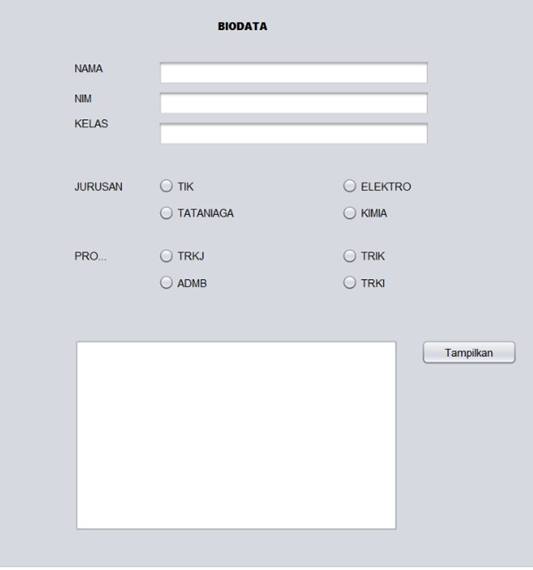 BIODATA
NAMA
NIM
KELAS
JURUSAN TIK ELEKTRO
TATANIAGA KIMIA
PRO... TRKJ TRIK
ADMB TRKI
Tampilkan